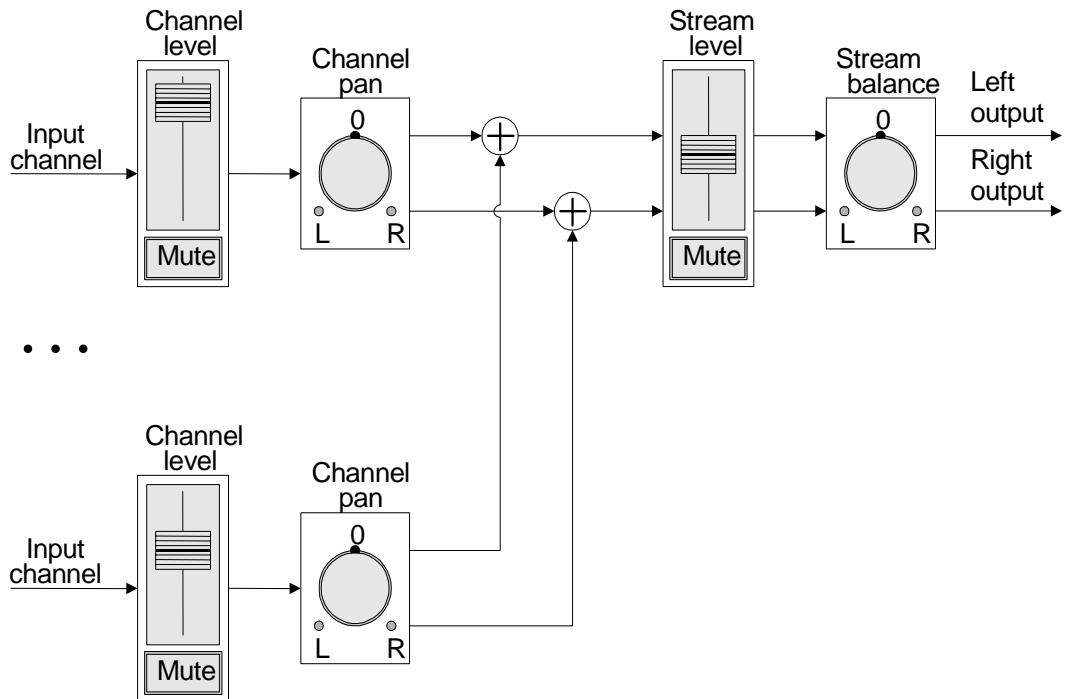 Channel
level
Input
channel
Mute
Channel
pan
0
L R
Stream
level
Mute
Stream
balance
0
L R
Left
output
Right
output
• • •
Channel
level
Input
channel
Mute
Channel
pan
0
L R